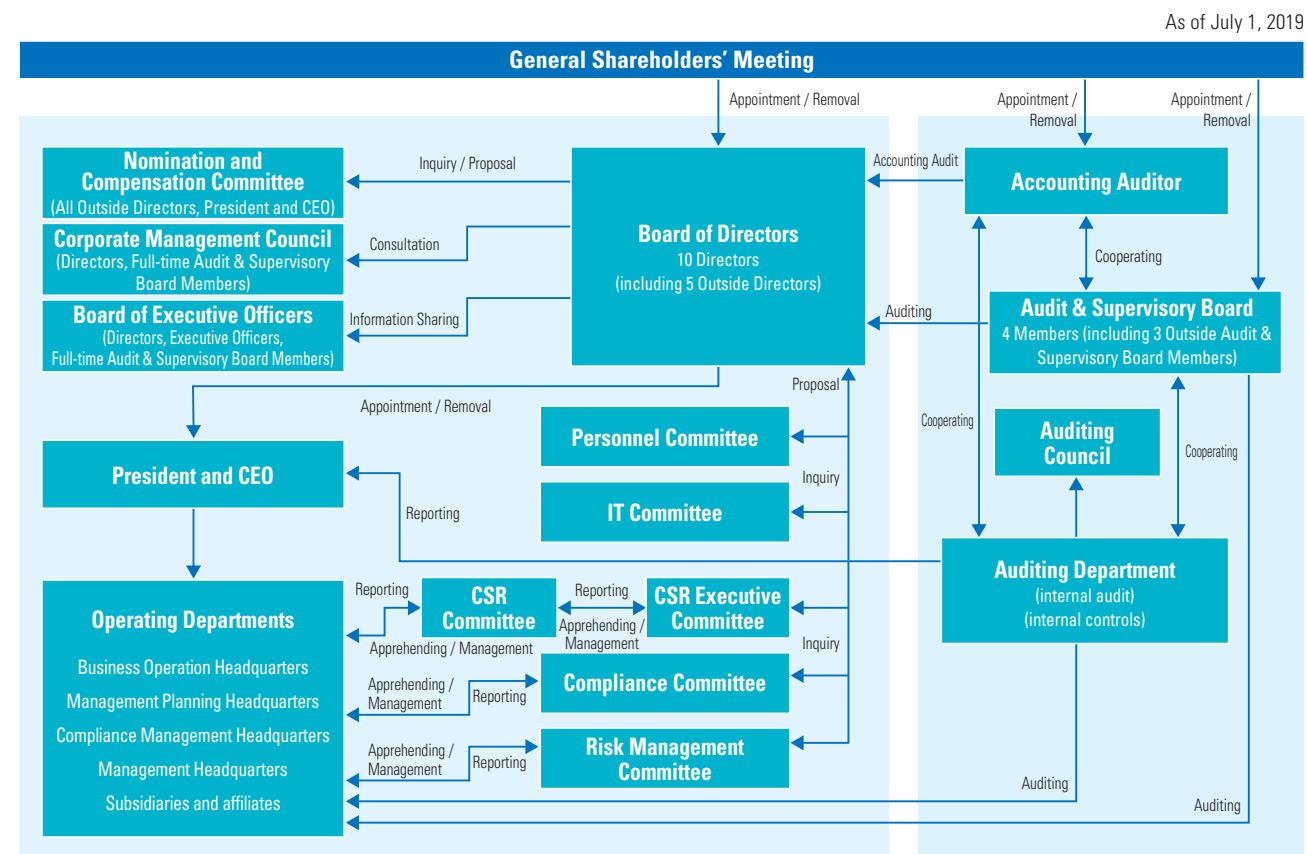 As of July 1, 2019
General Shareholders' Meeting
Appointment / Removal
Appointment /
Removal
Appointment /
Removal
Nomination and
Compensation Committee
(All Outside Directors, President and CEO)
Inquiry / Proposal
Corporate Management Council
(Directors, Full-time Audit & Supervisory
Board Members)
Consultation
Board of Executive Officers
(Directors, Executive Officers,
Full-time Audit & Supervisory Board Members)
Information Sharing
Board of Directors
10 Directors
(including 5 Outside Directors)
Accounting Audit
Accounting Auditor
Cooperating
Auditing
Audit & Supervisory Board
4 Members (including 3 Outside Audit &
Supervisory Board Members)
Appointment / Removal
Proposal
Personnel Committee
Cooperating
Auditing
Council
Cooperating
President and CEO
Inquiry
IT Committee
Reporting
Auditing Department
(internal audit)
(internal controls)
Operating Departments
Business Operation Headquarters
Management Planning Headquarters
Compliance Management Headquarters
Management Headquarters
Subsidiaries and affiliates
Reporting
CSR
Committee
Reporting
CSR Executive
Committee
Apprehending / Management
Apprehending /
Management
Inquiry
Apprehending /
Management
Reporting
Compliance Committee
Apprehending /
Management
Reporting
Risk Management
Committee
Auditing
Auditing